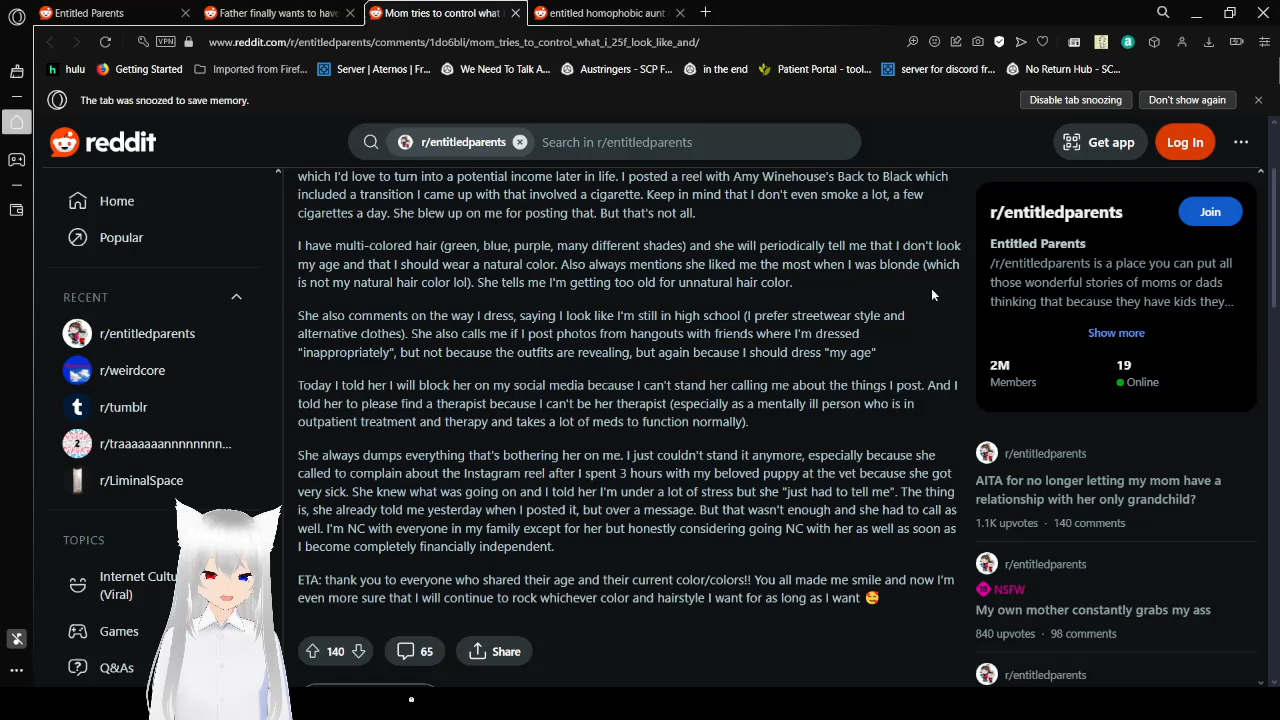 Entitled Parents
Father finally wants to have
Mom tries to control what
entitled homophobic aunt
VPN
www.reddit.com/r/entitledparents/comments/1do6bli/mom_tries_to_control_what_i_25f_look_like_and/
hulu
Getting Started
Imported from Firef...
Server | Aternos | Fr...
We Need To Talk A...
Austringers - SCP F...
in the end
Patient Portal - tool...
server for discord fr...
No Return Hub - SC...
The tab was snoozed to save memory.
Disable tab snoozing
Don't show again
reddit
r/entitledparents
Search in r/entitledparents
Get app
Log In
Home
Popular
RECENT
r/entitledparents
r/weirdcore
r/tumblr
r/traaaaaaannnnnnnn...
r/LiminalSpace
TOPICS
Internet Cultu
(Viral)
Games
Q&As
which I'd love to turn into a potential income later in life. I posted a reel with Amy Winehouse's Back to Black which
included a transition I came up with that involved a cigarette. Keep in mind that I don't even smoke a lot, a few
cigarettes a day. She blew up on me for posting that. But that's not all.
I have multi-colored hair (green, blue, purple, many different shades) and she will periodically tell me that I don't look
my age and that I should wear a natural color. Also always mentions she liked me the most when I was blonde (which
is not my natural hair color lol). She tells me I'm getting too old for unnatural hair color.
She also comments on the way I dress, saying I look like I'm still in high school (I prefer streetwear style and
alternative clothes). She also calls me if I post photos from hangouts with friends where I'm dressed
"inappropriately", but not because the outfits are revealing, but again because I should dress "my age"
Today I told her I will block her on my social media because I can't stand her calling me about the things I post. And I
told her to please find a therapist because I can't be her therapist (especially as a mentally ill person who is in
outpatient treatment and therapy and takes a lot of meds to function normally).
She always dumps everything that's bothering her on me. I just couldn't stand it anymore, especially because she
called to complain about the Instagram reel after I spent 3 hours with my beloved puppy at the vet because she got
very sick. She knew what was going on and I told her I'm under a lot of stress but she "just had to tell me". The thing
is, she already told me yesterday when I posted it, but over a message. But that wasn't enough and she had to call as
well. I'm NC with everyone in my family except for her but honestly considering going NC with her as well as soon as
I become completely financially independent.
ETA: thank you to everyone who shared their age and their current color/colors!! You all made me smile and now I'm
even more sure that I will continue to rock whichever color and hairstyle I want for as long as I want 🥰
140
65
Share
r/entitledparents
Join
Entitled Parents
/r/entitledparents is a place you can put all
those wonderful stories of moms or dads
thinking that because they have kids they...
Show more
2M
19
Members
Online
r/entitledparents
AITA for no longer letting my mom have a
relationship with her only grandchild?
1.1K upvotes · 140 comments
r/entitledparents
NSFW
My own mother constantly grabs my ass
840 upvotes · 98 comments
r/entitledparents